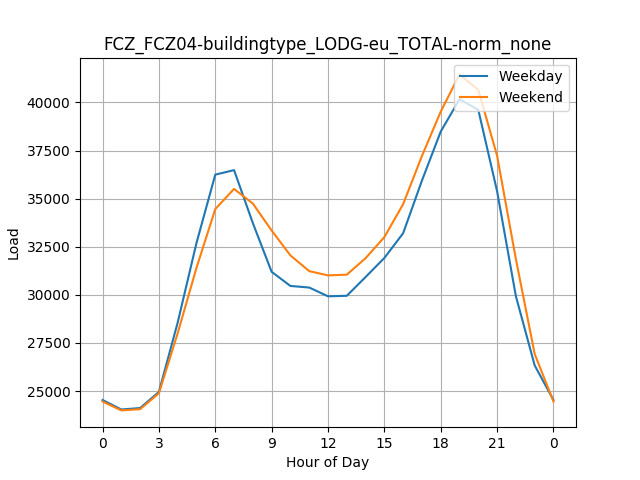 FCZ_FCZ04-buildingtype_LODG-eu_TOTAL-norm_none
Weekday
Weekend
40000
37500
35000
32500
30000
27500
25000
Load
0 3 6 9 12 15 18 21 0
Hour of Day